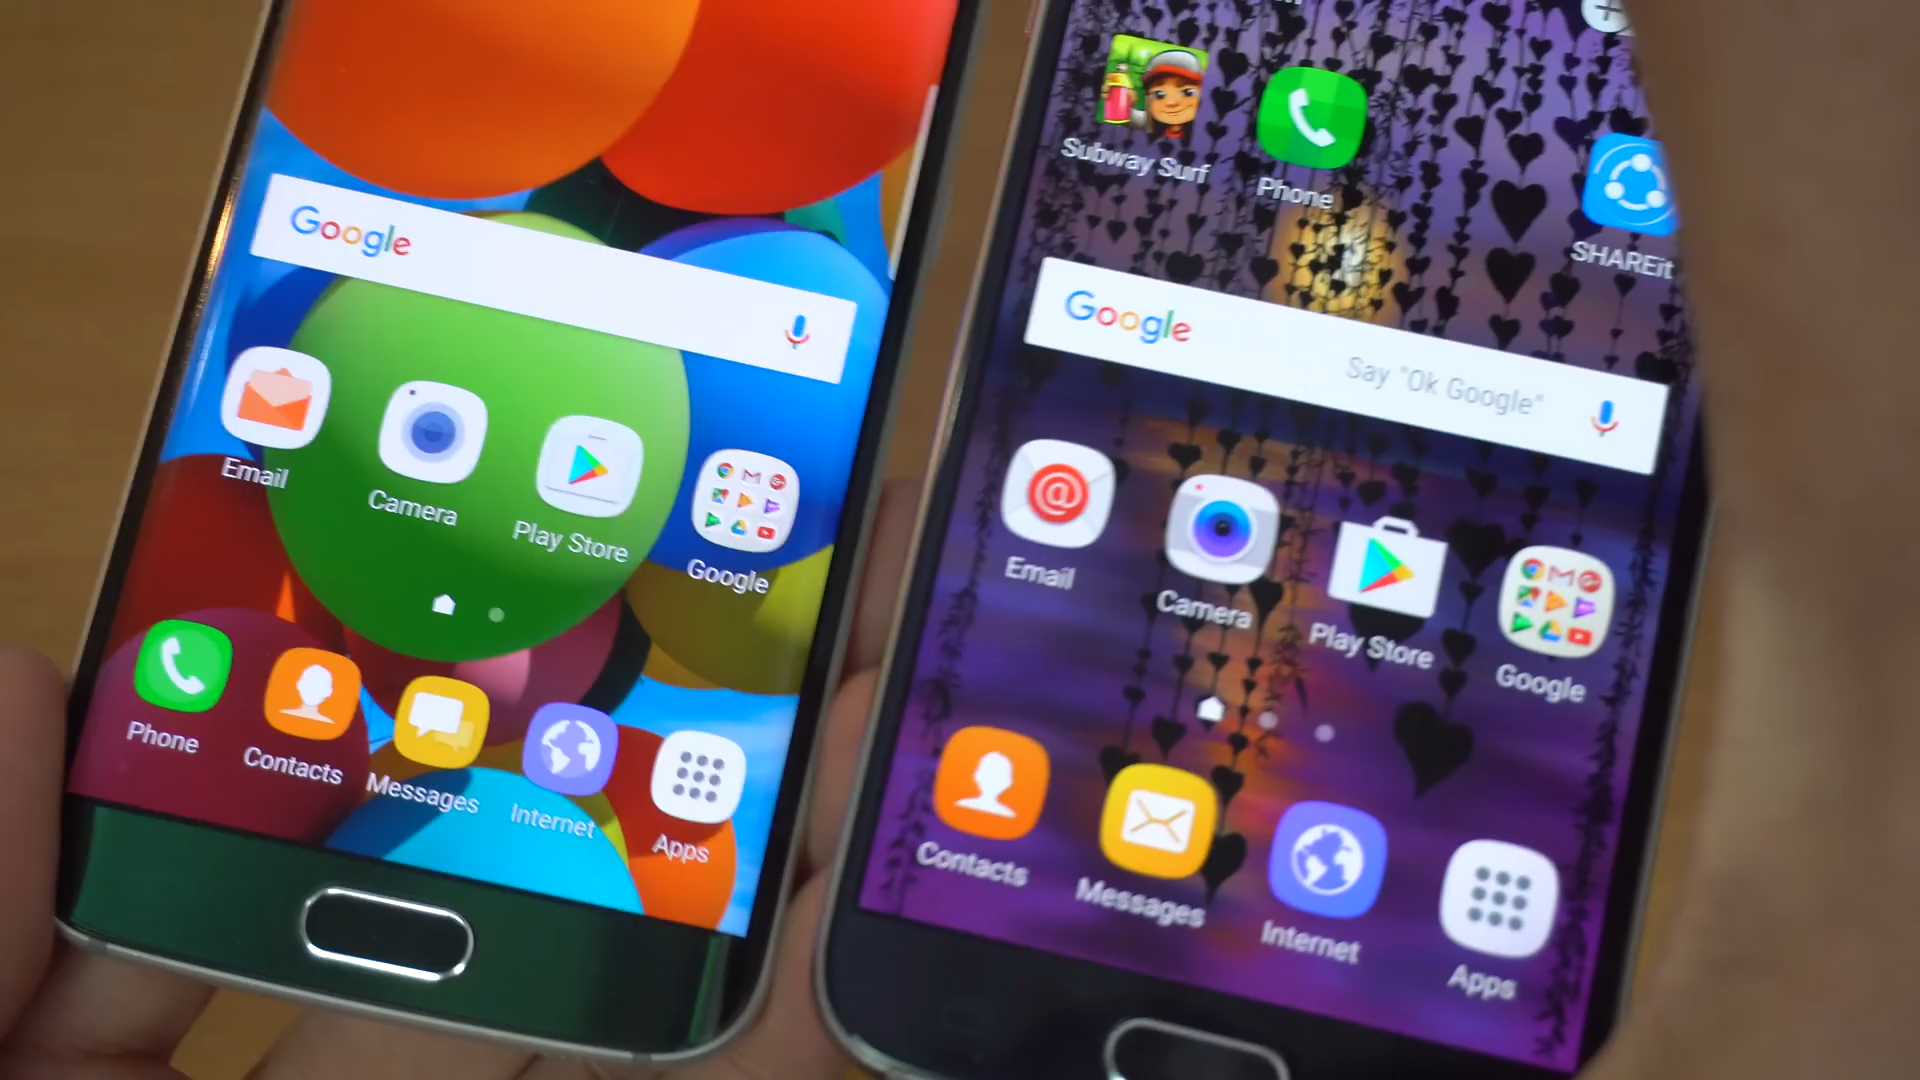 Google
Email
Camera
Play Store
Google
Phone
Contacts
Messages
Internet
Apps
Subway Surf
Phone
SHAREit
Google
Say "Ok Google"
Email
Camera
Play Store
Google
Contacts
Messages
Internet
Apps